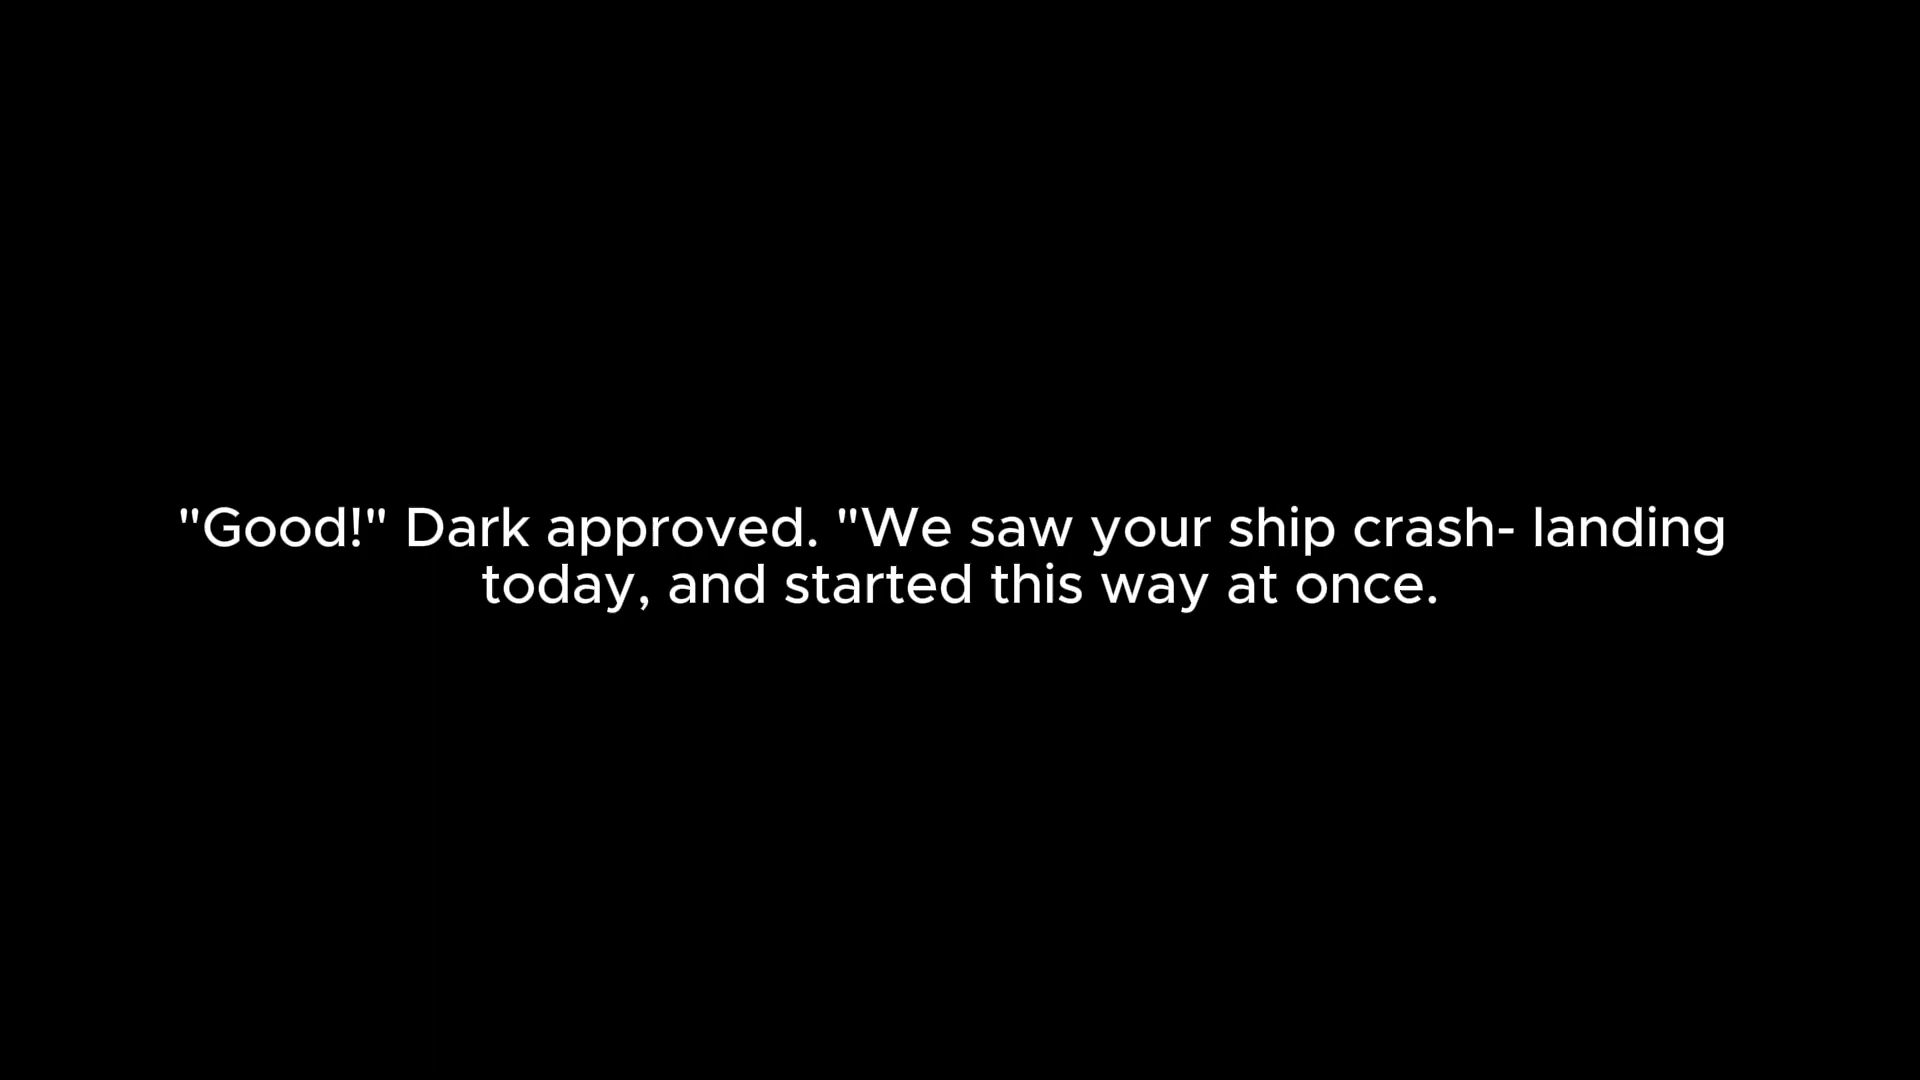 "Good!" Dark approved. "We saw your ship crash- landing
today, and started this way at once.